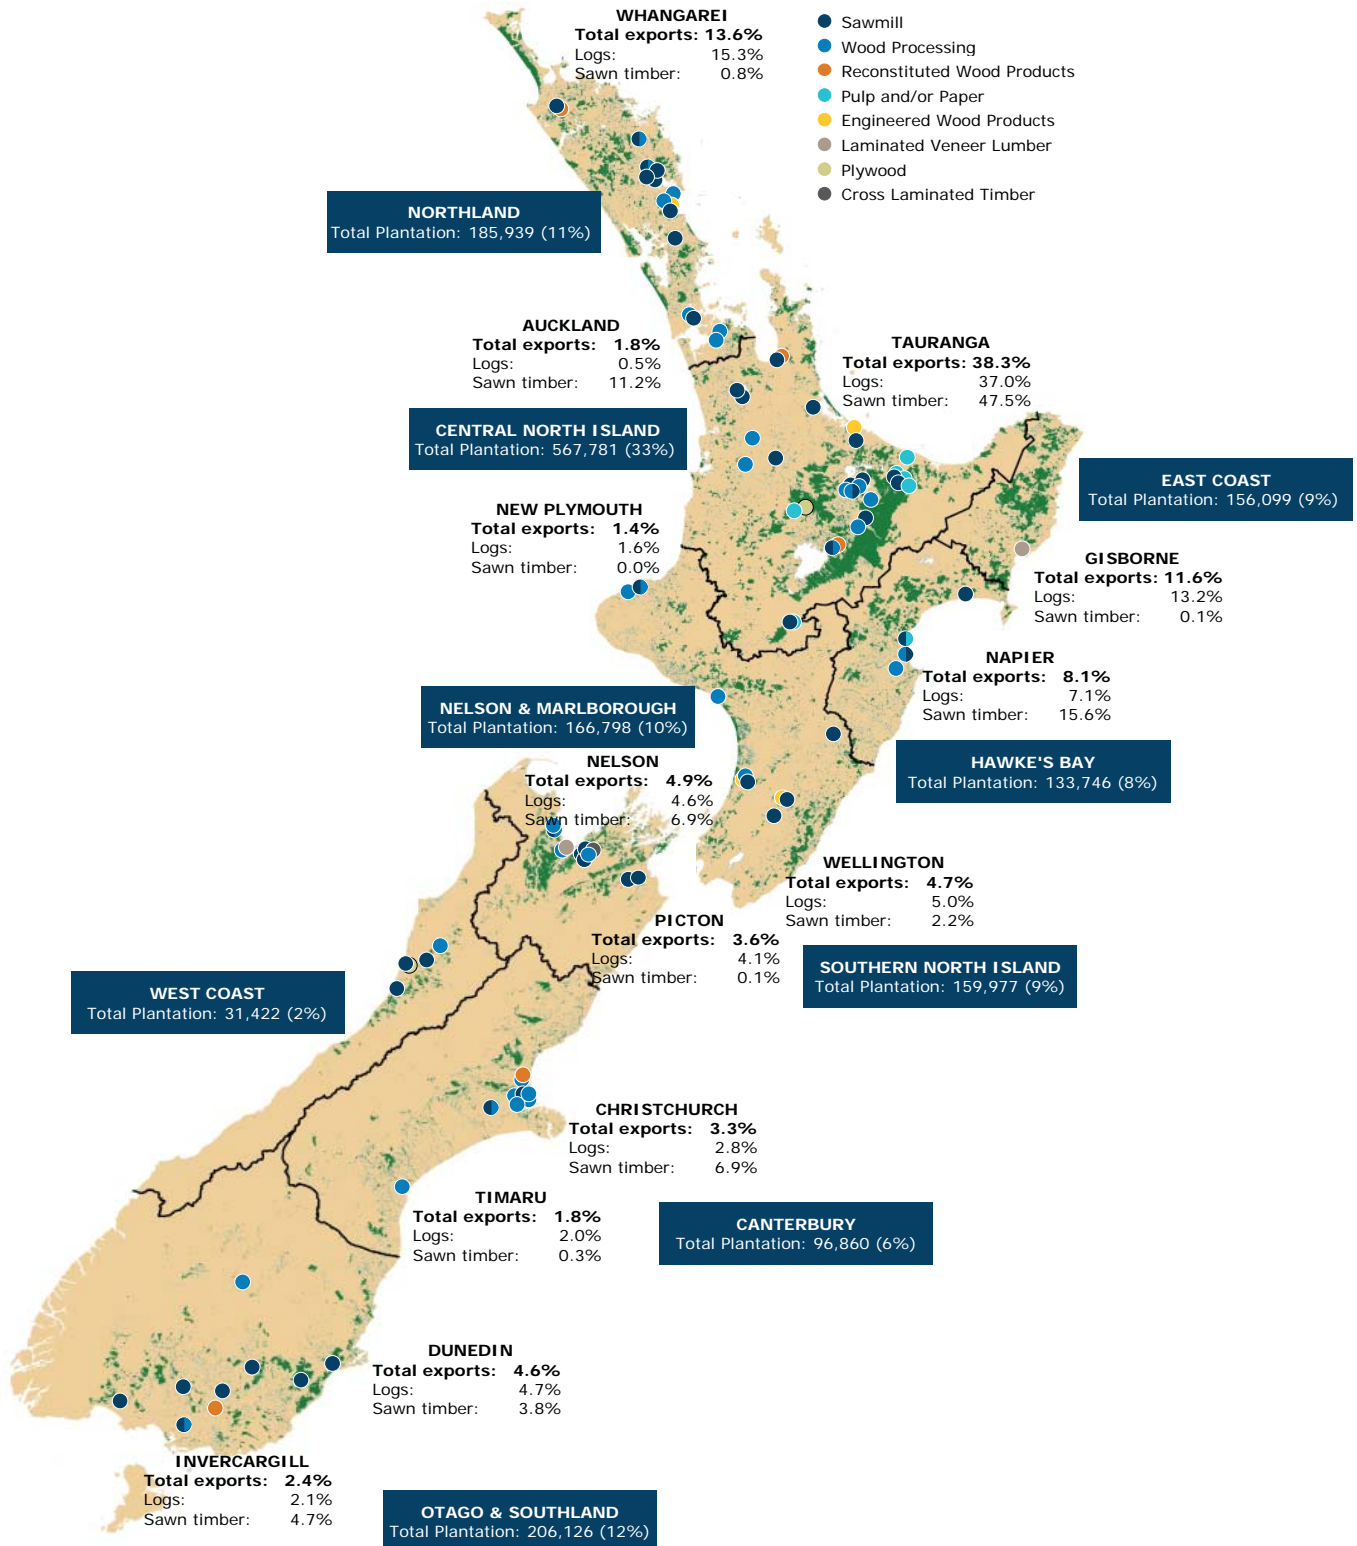 WHANGAREI
Total exports: 13.6%
Logs: 15.3%
Sawn timber: 0.8%
Sawmill
Wood Processing
Reconstituted Wood Products
Pulp and/or Paper
Engineered Wood Products
Laminated Veneer Lumber
Plywood
Cross Laminated Timber
NORTHLAND
Total Plantation: 185,939 (11%)
AUCKLAND
Total exports: 1.8%
Logs: 0.5%
Sawn timber: 11.2%
TAURANGA
Total exports: 38.3%
Logs: 37.0%
Sawn timber: 47.5%
CENTRAL NORTH ISLAND
Total Plantation: 567,781 (33%)
EAST COAST
Total Plantation: 156,099 (9%)
NEW PLYMOUTH
Total exports: 1.4%
Logs: 1.6%
Sawn timber: 0.0%
GISBORNE
Total exports: 11.6%
Logs: 13.2%
Sawn timber: 0.1%
NAPIER
Total exports: 8.1%
Logs: 7.1%
Sawn timber: 15.6%
NELSON & MARLBOROUGH
Total Plantation: 166,798 (10%)
HAWKE'S BAY
Total Plantation: 133,746 (8%)
NELSON
Total exports: 4.9%
Logs: 4.6%
Sawn timber: 6.9%
WELLINGTON
Total exports: 4.7%
Logs: 5.0%
Sawn timber: 2.2%
PICTON
Total exports: 3.6%
Logs: 4.1%
Sawn timber: 0.1%
SOUTHERN NORTH ISLAND
Total Plantation: 159,977 (9%)
WEST COAST
Total Plantation: 31,422 (2%)
CHRISTCHURCH
Total exports: 3.3%
Logs: 2.8%
Sawn timber: 6.9%
TIMARU
Total exports: 1.8%
Logs: 2.0%
Sawn timber: 0.3%
CANTERBURY
Total Plantation: 96,860 (6%)
DUNEDIN
Total exports: 4.6%
Logs: 4.7%
Sawn timber: 3.8%
INVERCARGILL
Total exports: 2.4%
Logs: 2.1%
Sawn timber: 4.7%
OTAGO & SOUTHLAND
Total Plantation: 206,126 (12%)